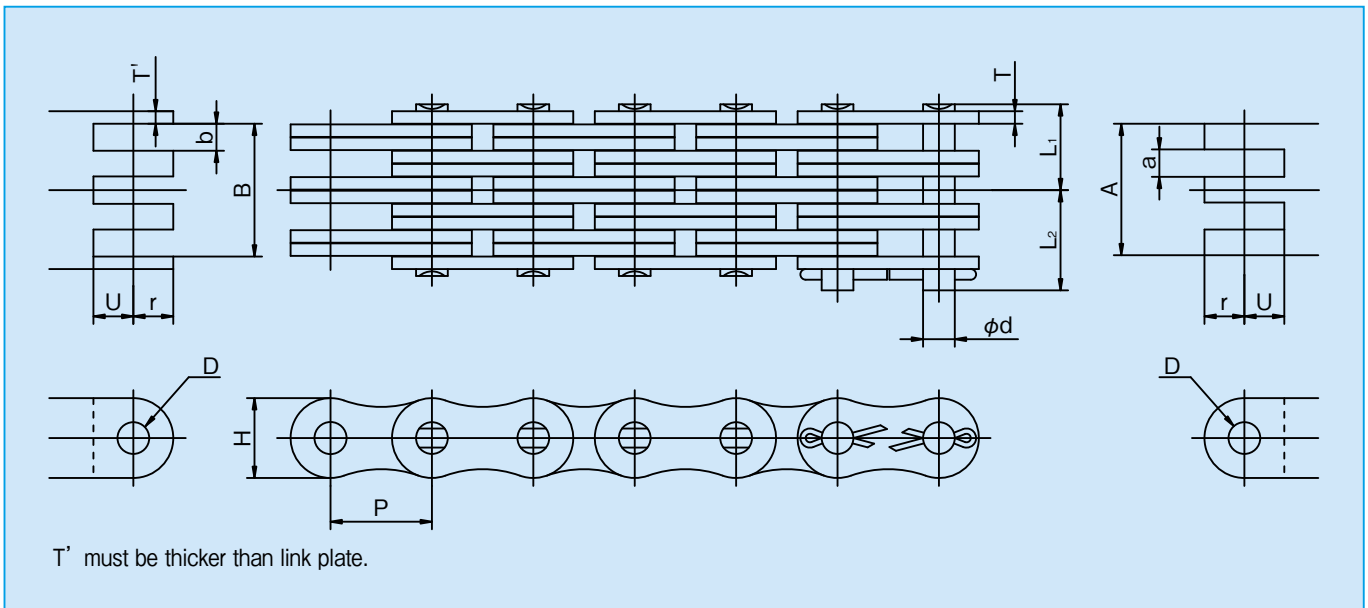 T'
b
B
T
L1
L2
A
a
U
r
φd
r
U
D
H
P
D
T' must be thicker than link plate.